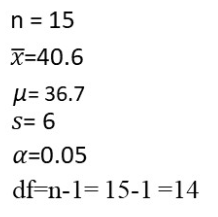 n = 15
x̅=40.6
μ= 36.7
s= 6
α=0.05
df=n-1= 15-1 =14